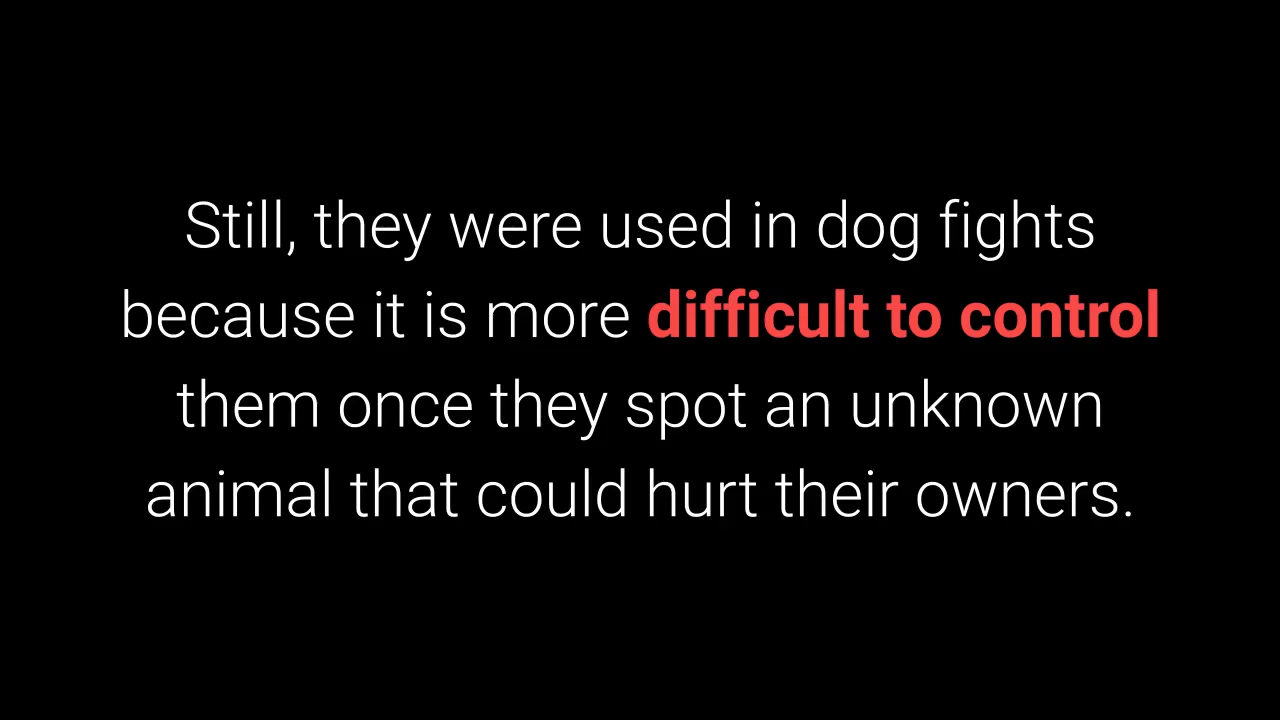 Still, they were used in dog fights
because it is more difficult to control
them once they spot an unknown
animal that could hurt their owners.